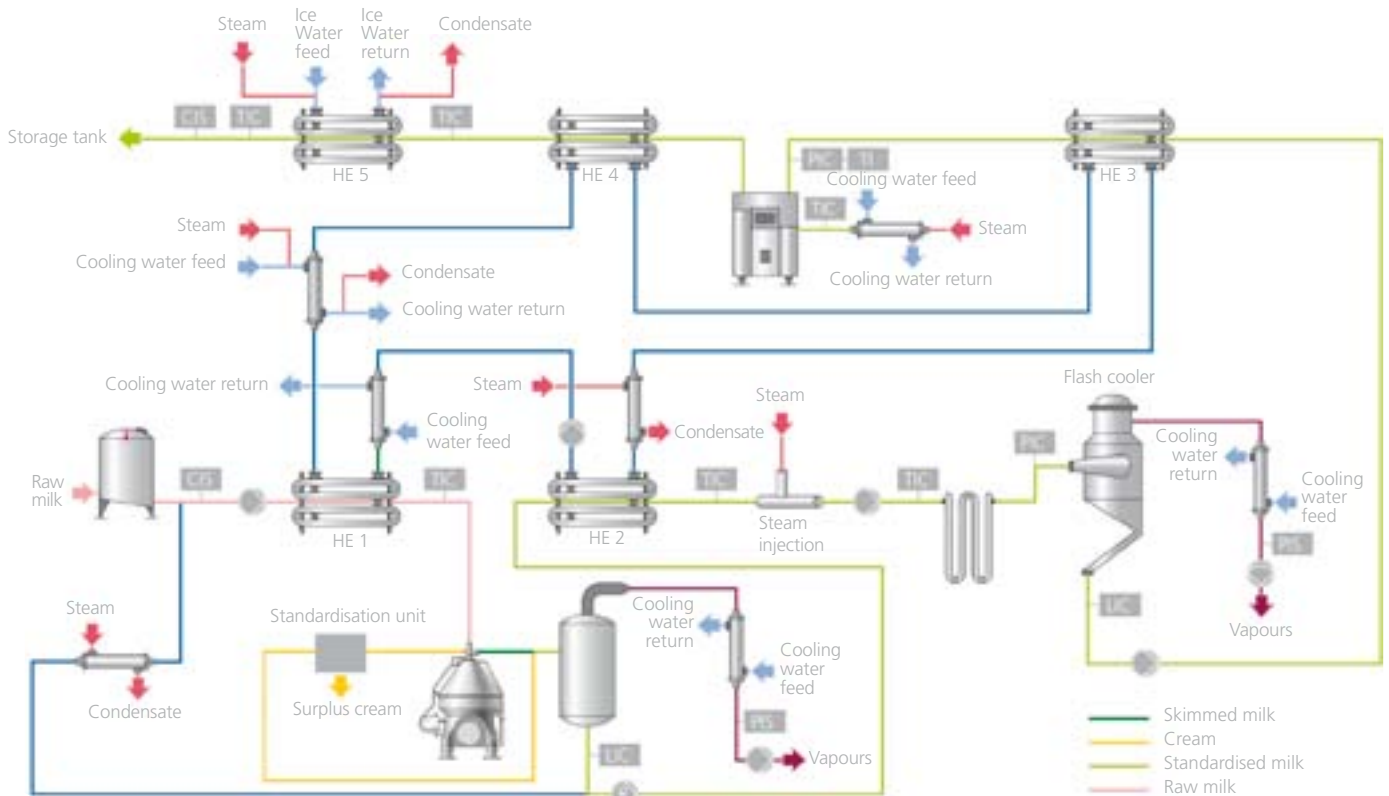 Steam
Ice
Water
feed
Ice
Water
return
Condensate
CIS
TIC
TIC
Storage tank
HE 5
HE 4
PIC
TI
HE 3
Cooling water feed
TIC
Steam
Cooling water return
Steam
Cooling water feed
Condensate
Cooling water return
Cooling water return
Cooling
water feed
Steam
Condensate
Steam
Flash cooler
PIC
Cooling
water
return
Cooling
water
feed
Raw
milk
CIS
TIC
HE 1
HE 2
TIC
Steam
injection
TIC
PIS
Vapours
LIC
Steam
Condensate
Standardisation unit
Surplus cream
Cooling
water
return
Cooling
water
feed
PIS
Vapours
LIC
Skimmed milk
Cream
Standardised milk
Raw milk